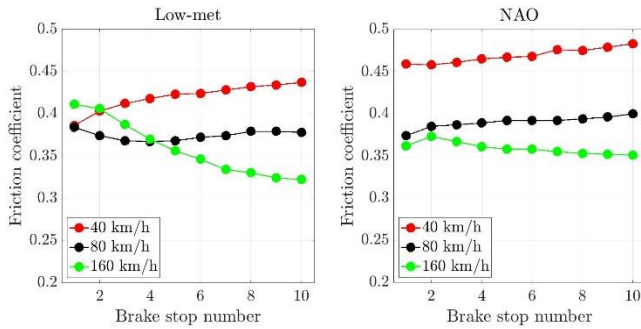 Low-met
0.5
0.45
0.4
0.35
0.3
0.25
0.2
Friction coefficient
40 km/h
80 km/h
160 km/h
2 4 6 8 10
Brake stop number
NAO
0.5
0.45
0.4
0.35
0.3
0.25
0.2
Friction coefficient
40 km/h
80 km/h
160 km/h
2 4 6 8 10
Brake stop number